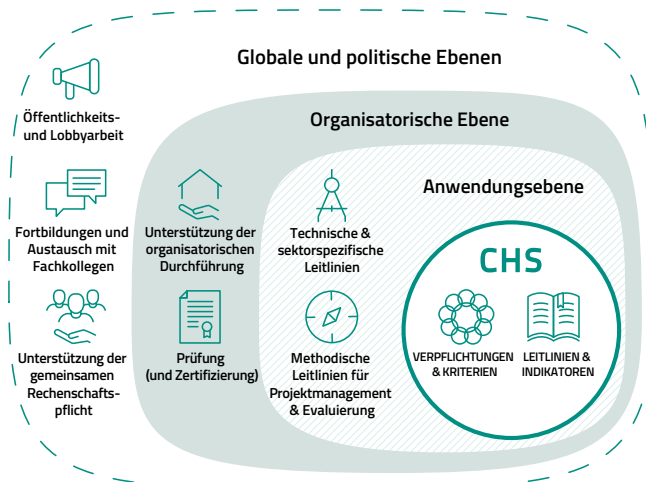 Globale und politische Ebenen
Öffentlichkeits-
und Lobbyarbeit
Fortbildungen und
Austausch mit
Fachkollegen
Unterstützung der
gemeinsamen
Rechenschafts-
pflicht
Organisatorische Ebene
Unterstützung der
organisatorischen
Durchführung
Prüfung
(und Zertifizierung)
Anwendungsebene
Technische &
sektorspezifische
Leitlinien
Methodische
Leitlinien für
Projektmanagement
& Evaluierung
CHS
VERPFLICHTUNGEN
& KRITERIEN
LEITLINIEN &
INDIKATOREN